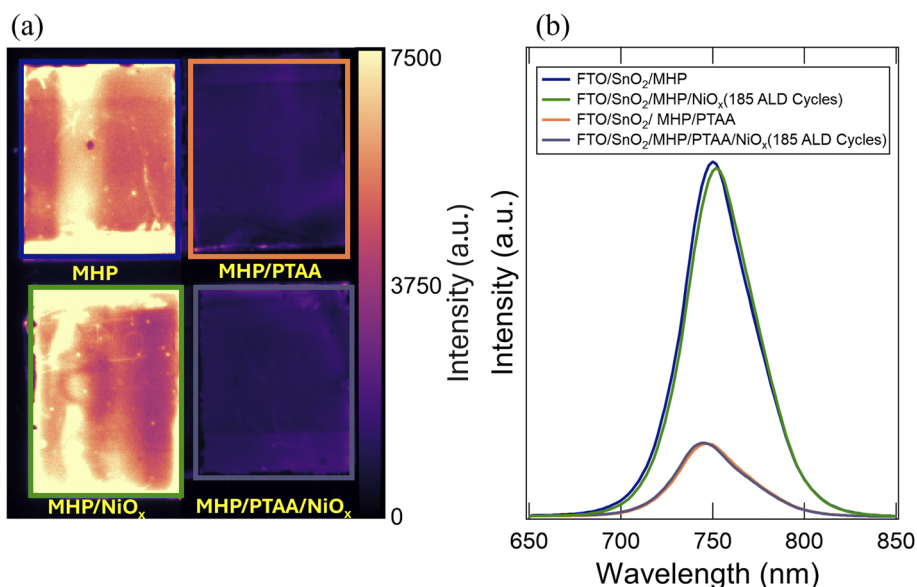 (a)
7500
3750
0
Intensity (a.u.)
MHP
MHP/PTAA
MHP/NiOₓ
MHP/PTAA/NiOₓ
(b)
Intensity (a.u.)
FTO/SnO₂/MHP
FTO/SnO₂/MHP/NiOₓ(185 ALD Cycles)
FTO/SnO₂/ MHP/PTAA
FTO/SnO₂/MHP/PTAA/NiOₓ(185 ALD Cycles)
650 700 750 800 850
Wavelength (nm)